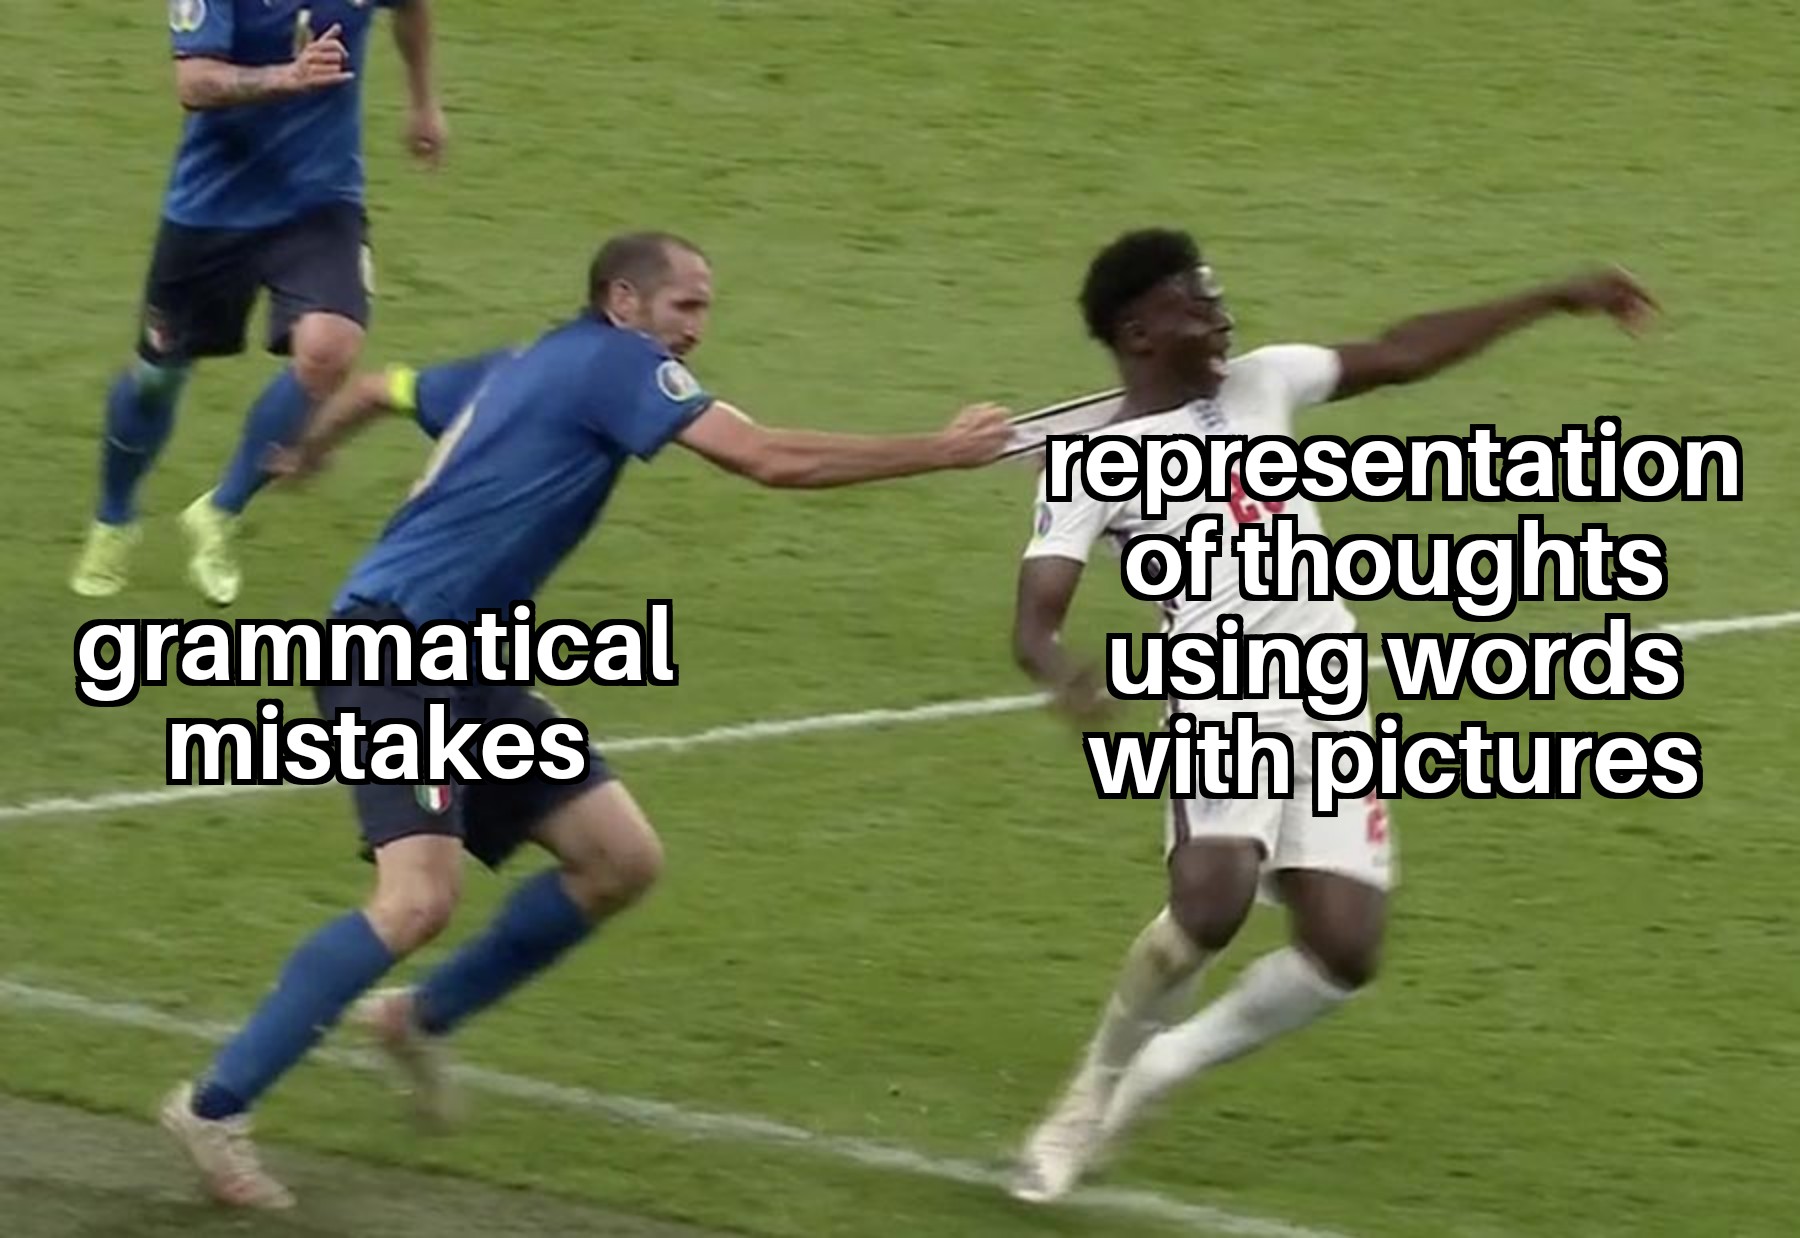 grammatical
mistakes
representation
of thoughts
using words
with pictures